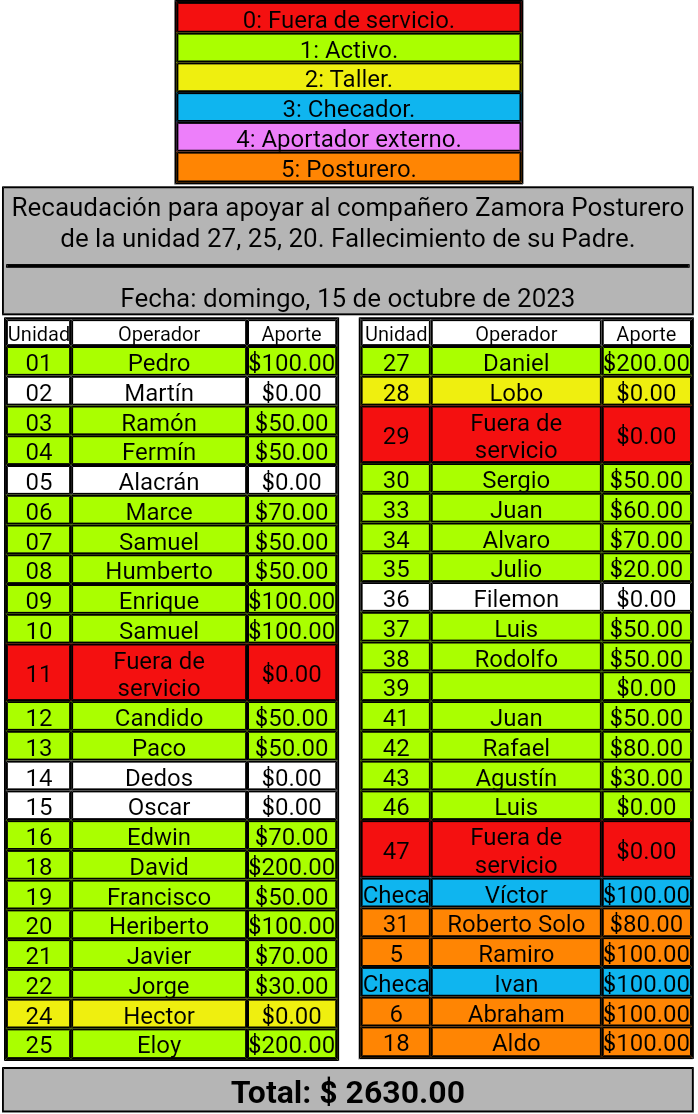 0: Fuera de servicio.
1: Activo.
2: Taller.
3: Checador.
4: Aportador externo.
5: Posturero.
Recaudación para apoyar al compañero Zamora Posturero
de la unidad 27, 25, 20. Fallecimiento de su Padre.
Fecha: domingo, 15 de octubre de 2023
Unidad Operador Aporte
01 Pedro $100.00
02 Martín $0.00
03 Ramón $50.00
04 Fermín $50.00
05 Alacrán $0.00
06 Marce $70.00
07 Samuel $50.00
08 Humberto $50.00
09 Enrique $100.00
10 Samuel $100.00
11 Fuera de $0.00
servicio
12 Candido $50.00
13 Paco $50.00
14 Dedos $0.00
15 Oscar $0.00
16 Edwin $70.00
18 David $200.00
19 Francisco $50.00
20 Heriberto $100.00
21 Javier $70.00
22 Jorge $30.00
24 Hector $0.00
25 Eloy $200.00
Unidad Operador Aporte
27 Daniel $200.00
28 Lobo $0.00
29 Fuera de $0.00
servicio
30 Sergio $50.00
33 Juan $60.00
34 Alvaro $70.00
35 Julio $20.00
36 Filemon $0.00
37 Luis $50.00
38 Rodolfo $50.00
39 $0.00
41 Juan $50.00
42 Rafael $80.00
43 Agustín $30.00
46 Luis $0.00
47 Fuera de $0.00
servicio
Checa Víctor $100.00
31 Roberto Solo $80.00
5 Ramiro $100.00
Checa Ivan $100.00
6 Abraham $100.00
18 Aldo $100.00
Total: $ 2630.00